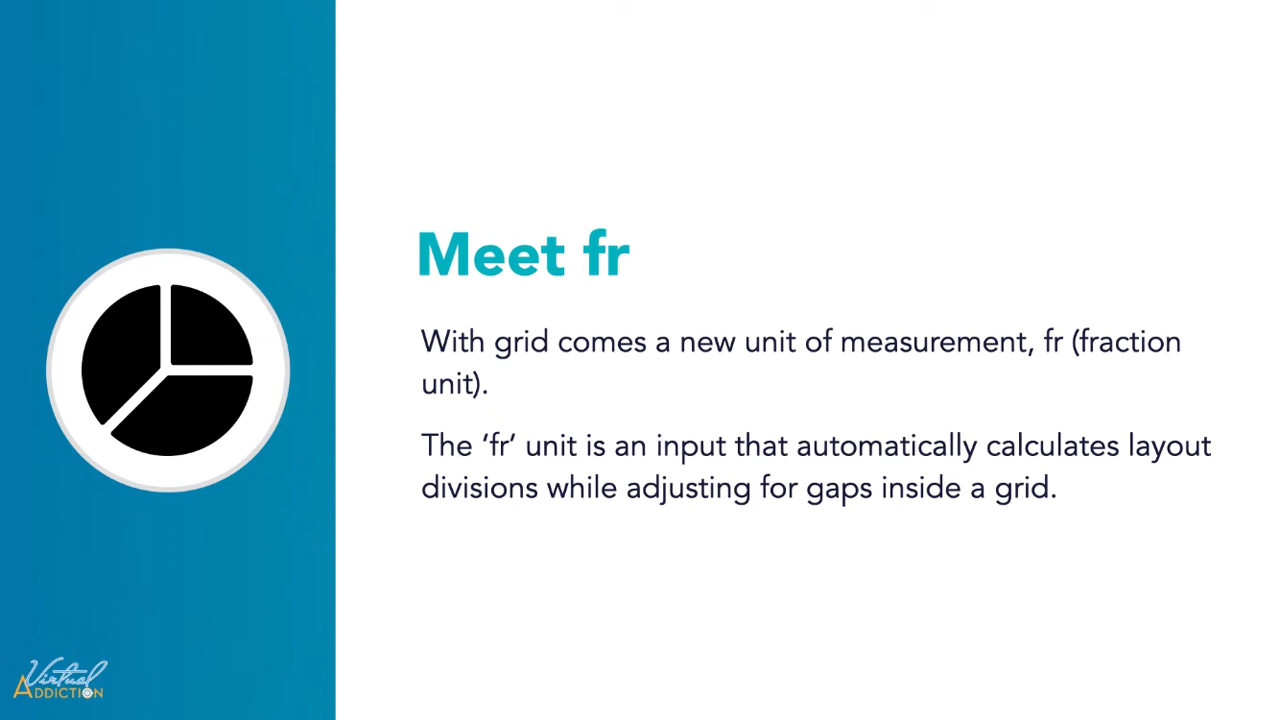 Meet fr
With grid comes a new unit of measurement, fr (fraction
unit).
The ‘fr’ unit is an input that automatically calculates layout
divisions while adjusting for gaps inside a grid.
Virtual
ADDICTION